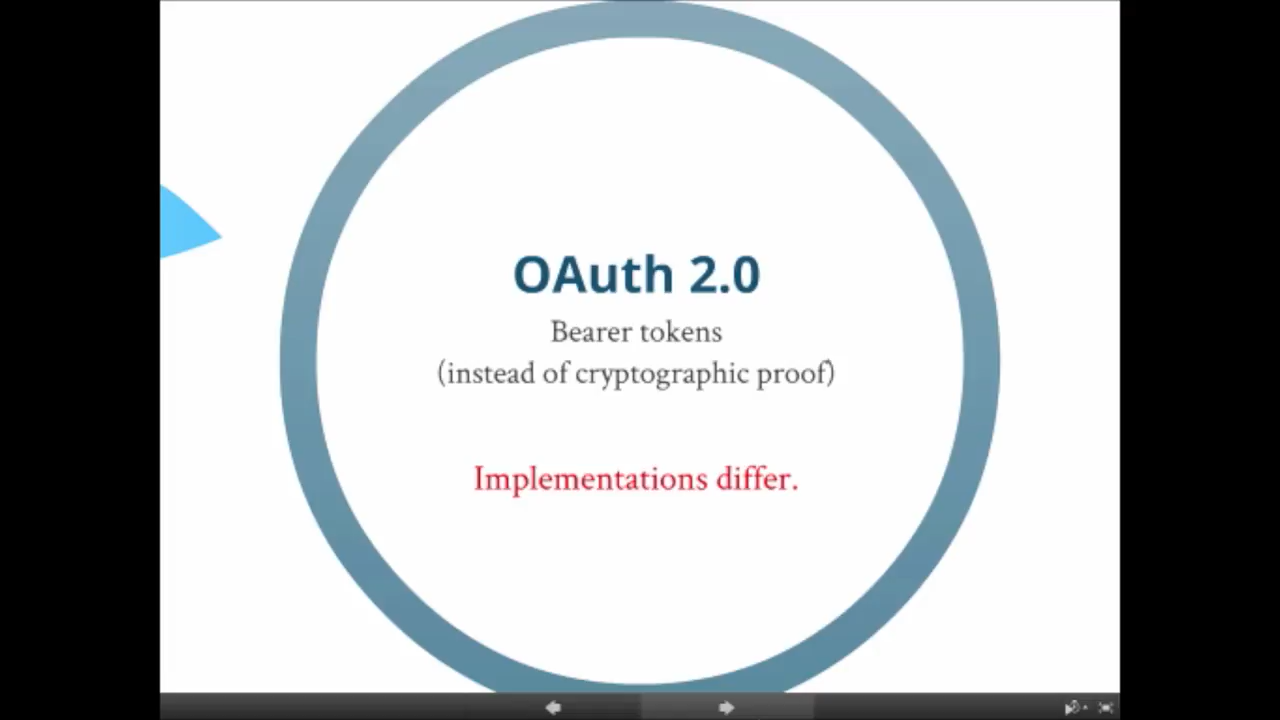 OAuth 2.0
Bearer tokens
(instead of cryptographic proof)
Implementations differ.